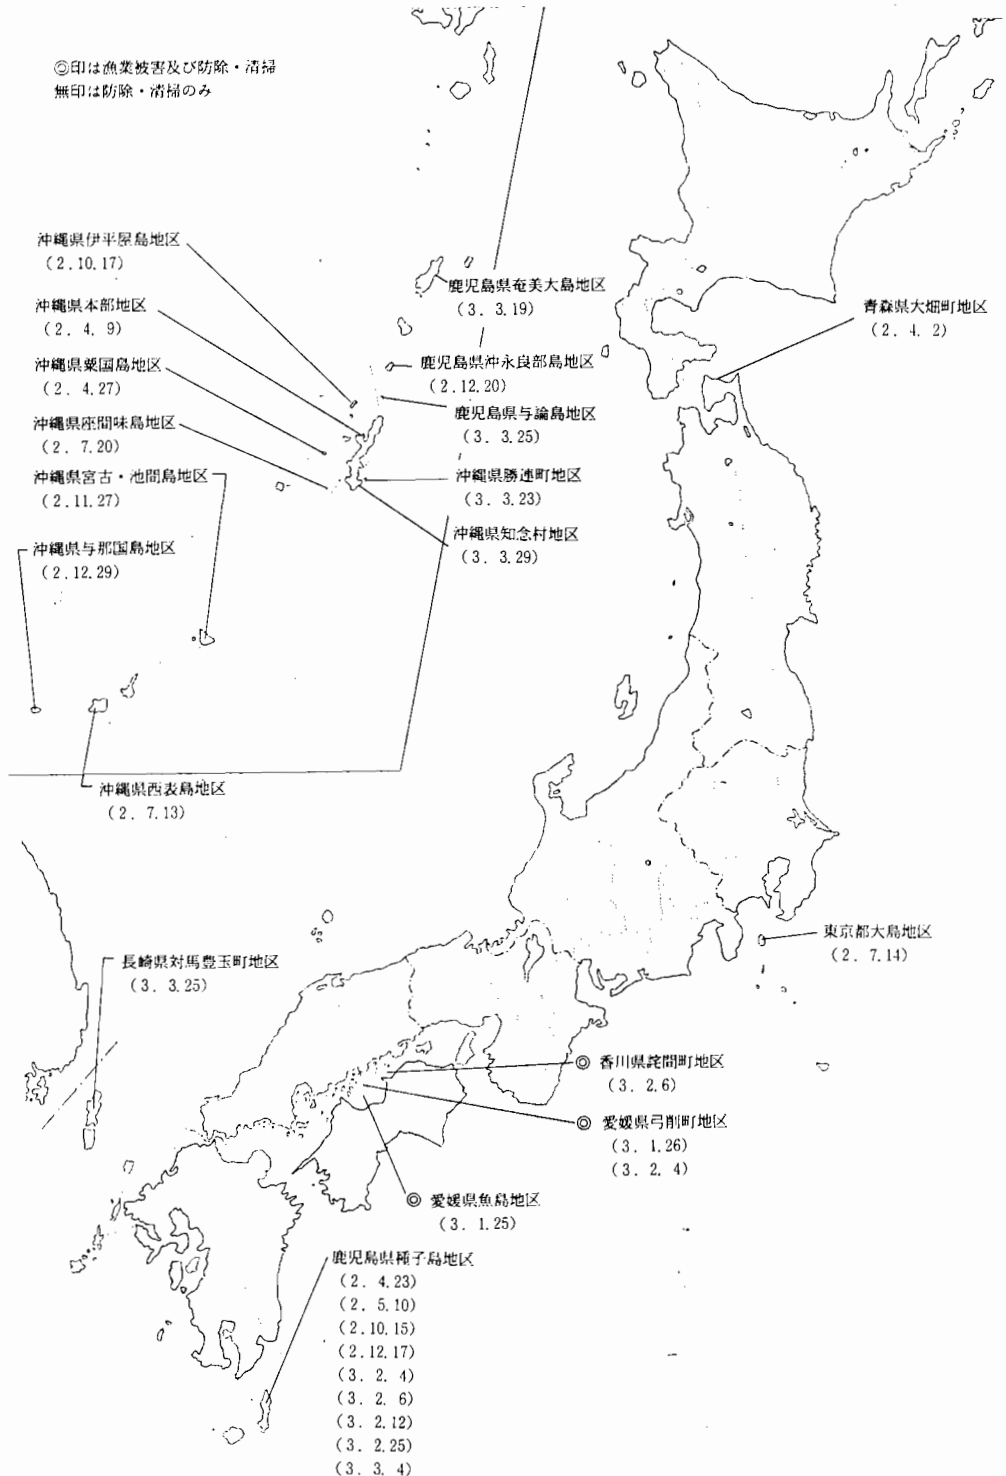 ◎印は漁業被害及び防除・清掃
無印は防除・清掃のみ
沖縄県伊平屋島地区
(2.10.17)
沖縄県本部地区
(2. 4. 9)
沖縄県粟国島地区
(2. 4.27)
沖縄県座間味島地区
(2. 7.20)
沖縄県宮古・池間島地区
(2.11.27)
沖縄県与那国島地区
(2.12.29)
沖縄県西表島地区
(2. 7.13)
鹿児島県奄美大島地区
(3. 3.19)
鹿児島県沖永良部島地区
(2.12.20)
鹿児島県与論島地区
(3. 3.25)
沖縄県勝連町地区
(3. 3.23)
沖縄県知念村地区
(3. 3.29)
青森県大畑町地区
(2. 4. 2)
東京都大島地区
(2. 7.14)
長崎県対馬豊玉町地区
(3. 3.25)
◎ 香川県詫間町地区
(3. 2.6)
◎ 愛媛県弓削町地区
(3. 1.26)
(3. 2. 4)
◎ 愛媛県魚島地区
(3. 1.25)
鹿児島県種子島地区
(2. 4.23)
(2. 5.10)
(2.10.15)
(2.12.17)
(3. 2. 4)
(3. 2. 6)
(3. 2.12)
(3. 2.25)
(3. 3. 4)